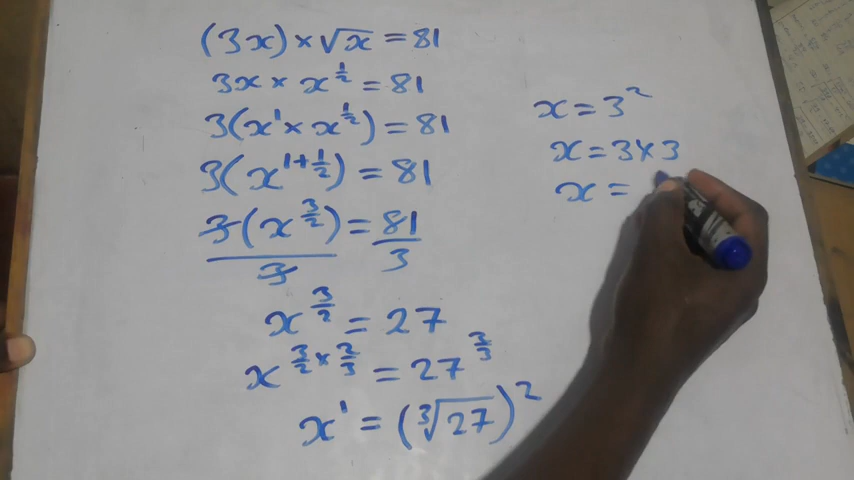 (3x) × √x = 81
3x × x^{1/2} = 81
3(x^1 × x^{1/2}) = 81
3(x^{1+1/2}) = 81
3(x^{3/2})/3 = 81/3
x^{3/2} = 27
x^{3/2 × 2/3} = 27^{2/3}
x^1 = (∛27)^2
x = 3^2
x = 3×3
x =